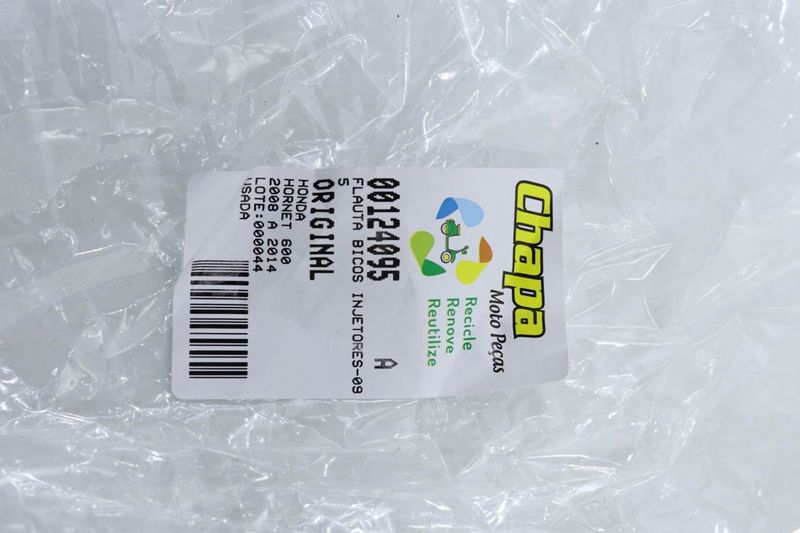 Chapa
Moto Peças
Recicle
Renove
Reutilize
00124095 A
FLAUTA BICOS INJETORES-09
5
ORIGINAL
HONDA
HORNET 600
2008 A 2014
LOTE:000044
USADA